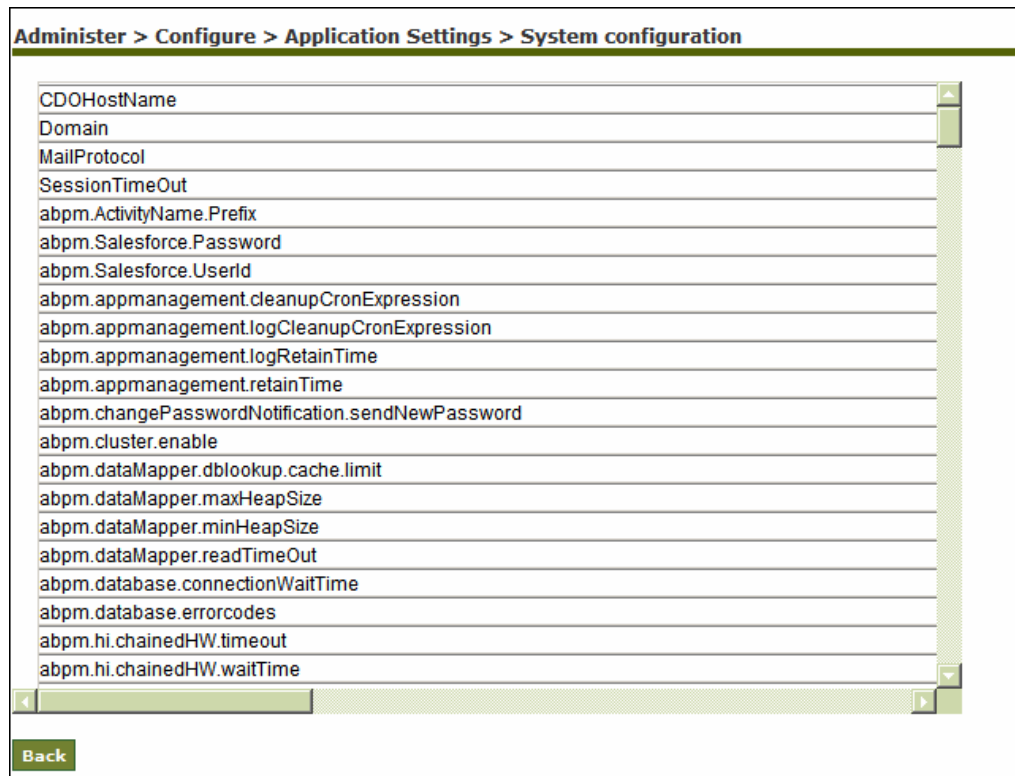 Administer > Configure > Application Settings > System configuration
CDOHostName
Domain
MailProtocol
SessionTimeOut
abpm.ActivityName.Prefix
abpm.Salesforce.Password
abpm.Salesforce.UserId
abpm.appmanagement.cleanupCronExpression
abpm.appmanagement.logCleanupCronExpression
abpm.appmanagement.logRetainTime
abpm.appmanagement.retainTime
abpm.changePasswordNotification.sendNewPassword
abpm.cluster.enable
abpm.dataMapper.dblookup.cache.limit
abpm.dataMapper.maxHeapSize
abpm.dataMapper.minHeapSize
abpm.dataMapper.readTimeOut
abpm.database.connectionWaitTime
abpm.database.errorcodes
abpm.hi.chainedHW.timeout
abpm.hi.chainedHW.waitTime
Back